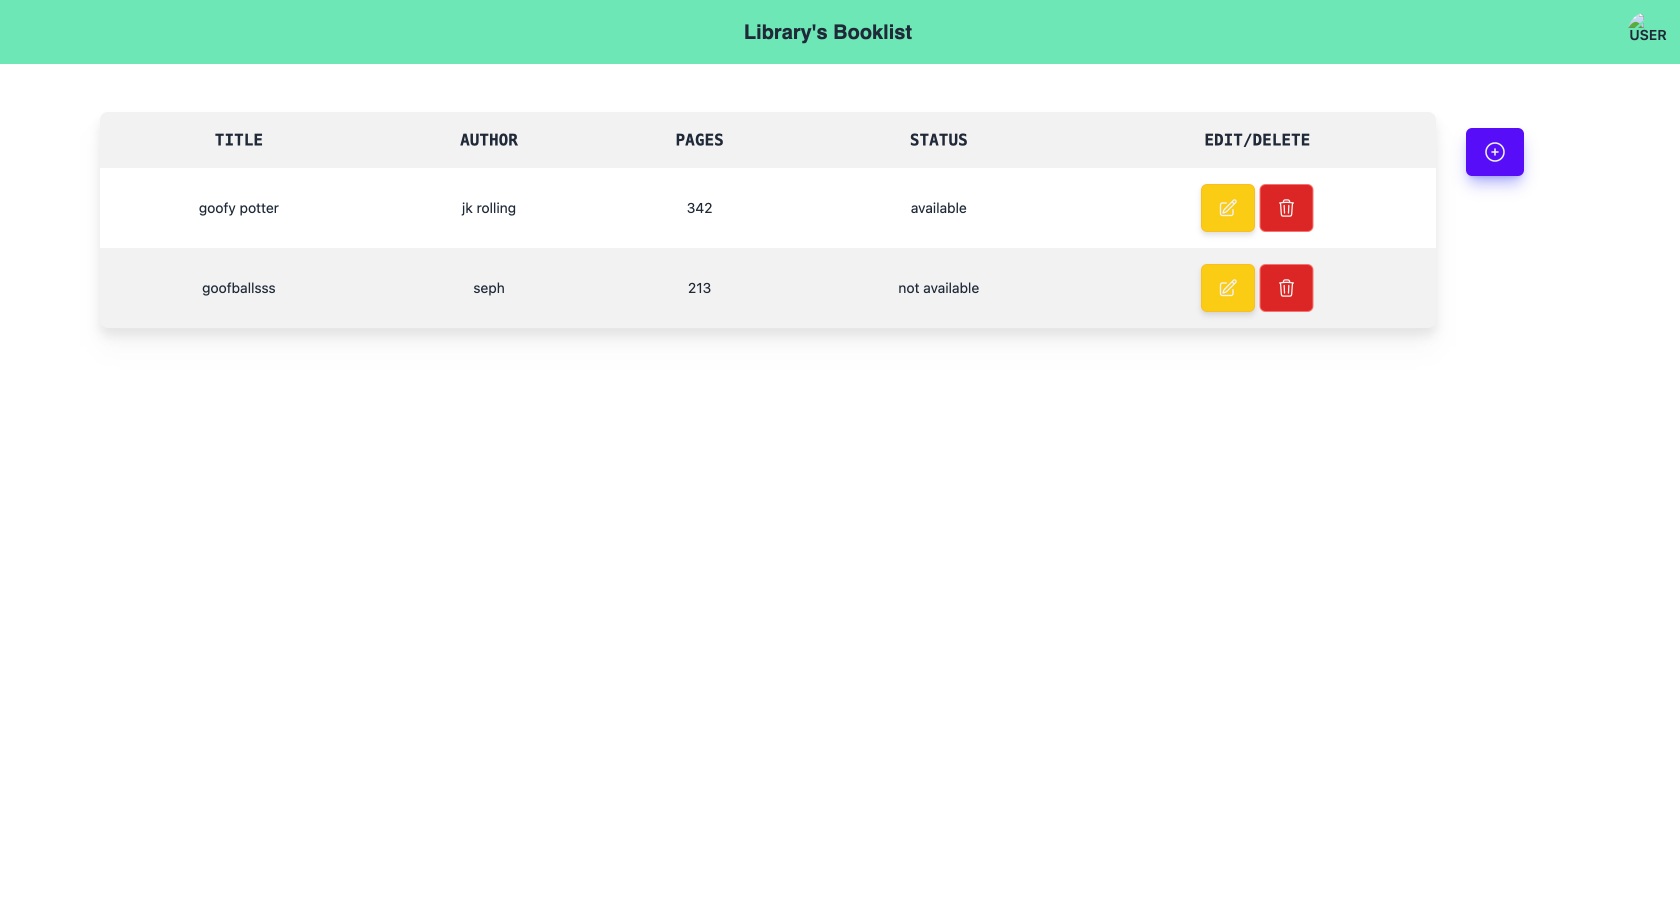 Library's Booklist
USER
TITLE AUTHOR PAGES STATUS EDIT/DELETE
goofy potter jk rolling 342 available
goofballsss seph 213 not available